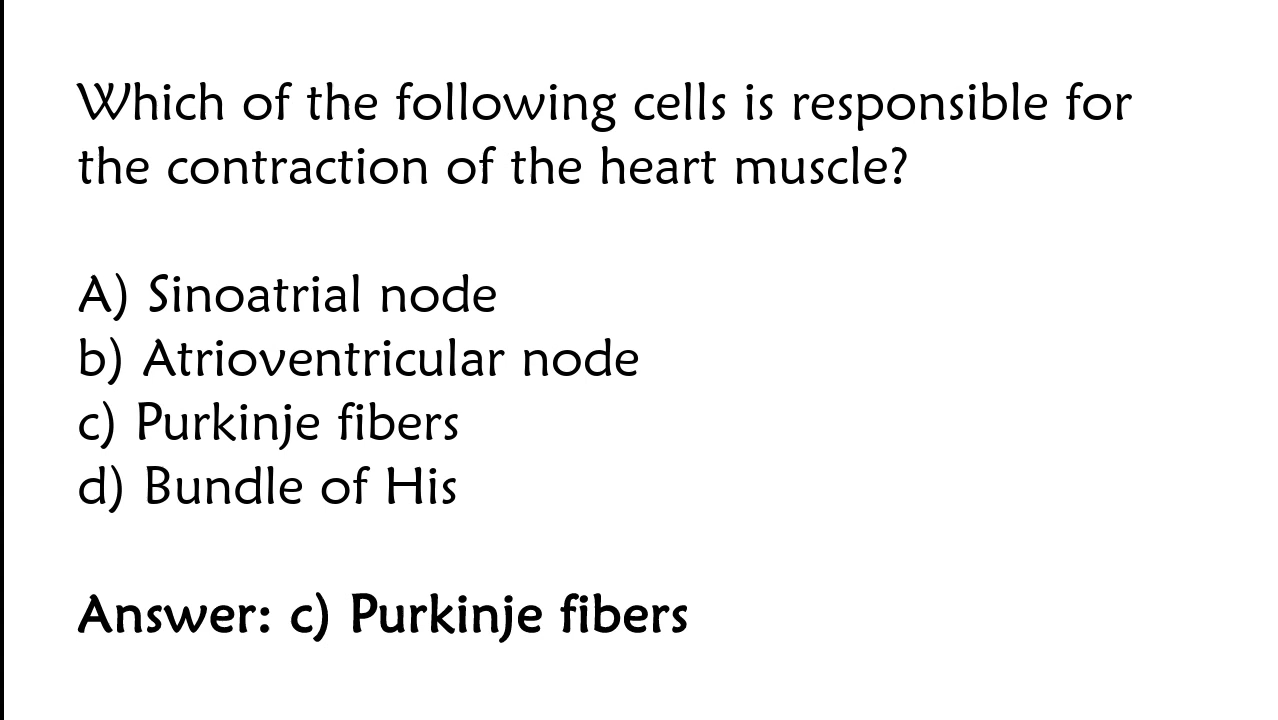 Which of the following cells is responsible for
the contraction of the heart muscle?
A) Sinoatrial node
b) Atrioventricular node
c) Purkinje fibers
d) Bundle of His
Answer: c) Purkinje fibers